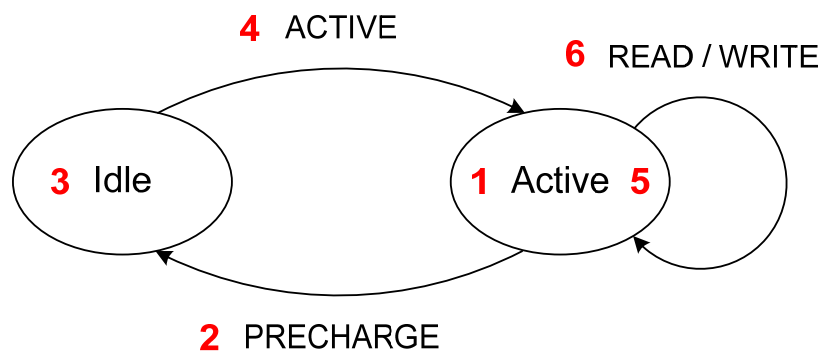 4 ACTIVE
6 READ / WRITE
3 Idle
1 Active 5
2 PRECHARGE